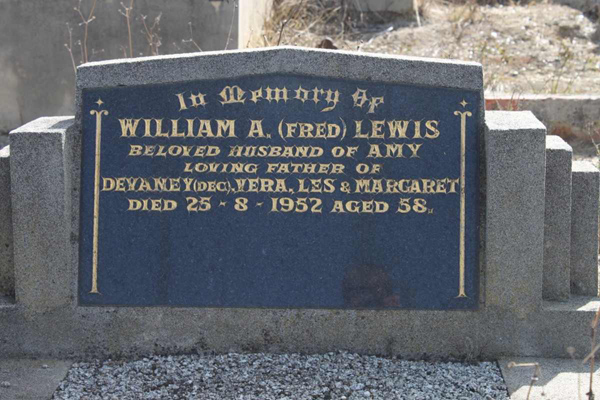 In Memory Of
WILLIAM A. (FRED) LEWIS
BELOVED HUSBAND OF AMY
LOVING FATHER OF
DEVANEY (DEC), VERA, LES & MARGARET
DIED 25 - 8 - 1952 AGED 58.